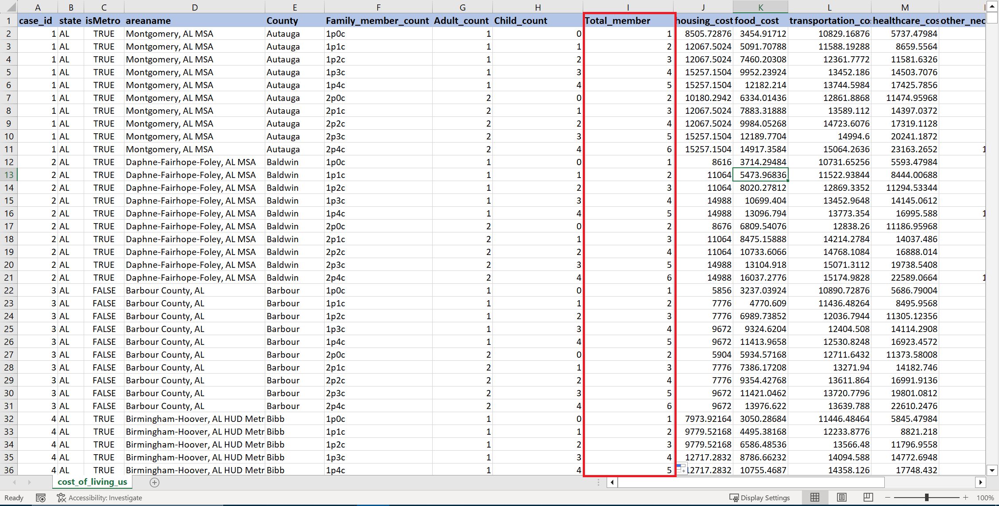 A B C D E F G H I J K L M
1 case_id state isMetro areaname County Family_member_count Adult_count Child_count Total_member housing_cost food_cost transportation_co healthcare_cos other_nec
2 1 AL TRUE Montgomery, AL MSA Autauga 1p0c 1 0 1 8505.72876 3454.91712 10829.16876 5737.47984
3 1 AL TRUE Montgomery, AL MSA Autauga 1p1c 1 1 2 12067.5024 5091.70788 11588.19288 8659.5564
4 1 AL TRUE Montgomery, AL MSA Autauga 1p2c 1 2 3 12067.5024 7460.20308 12361.7772 11581.6326
5 1 AL TRUE Montgomery, AL MSA Autauga 1p3c 1 3 4 15257.1504 9952.23924 13452.186 14503.7076
6 1 AL TRUE Montgomery, AL MSA Autauga 1p4c 1 4 5 15257.1504 12182.214 13744.5984 17425.7856
7 1 AL TRUE Montgomery, AL MSA Autauga 2p0c 2 0 2 10180.2942 6334.01436 12861.8868 11474.95968
8 1 AL TRUE Montgomery, AL MSA Autauga 2p1c 2 1 3 12067.5024 7883.31888 13589.112 14397.0372
9 1 AL TRUE Montgomery, AL MSA Autauga 2p2c 2 2 4 12067.5024 9984.05268 14723.6076 17319.1128
10 1 AL TRUE Montgomery, AL MSA Autauga 2p3c 2 3 5 15257.1504 12189.7704 14994.6 20241.1872
11 1 AL TRUE Montgomery, AL MSA Autauga 2p4c 2 4 6 15257.1504 14917.3584 15064.2636 23163.2652 1
12 2 AL TRUE Daphne-Fairhope-Foley, AL MSA Baldwin 1p0c 1 0 1 8616 3714.29484 10731.65256 5593.47984
13 2 AL TRUE Daphne-Fairhope-Foley, AL MSA Baldwin 1p1c 1 1 2 11064 5473.96836 11522.93844 8444.00688
14 2 AL TRUE Daphne-Fairhope-Foley, AL MSA Baldwin 1p2c 1 2 3 11064 8020.27812 12869.3352 11294.53344
15 2 AL TRUE Daphne-Fairhope-Foley, AL MSA Baldwin 1p3c 1 3 4 14988 10699.404 13452.9648 14145.0612
16 2 AL TRUE Daphne-Fairhope-Foley, AL MSA Baldwin 1p4c 1 4 5 14988 13096.794 13773.354 16995.588 1
17 2 AL TRUE Daphne-Fairhope-Foley, AL MSA Baldwin 2p0c 2 0 2 8676 6809.54076 12838.26 11186.95968
18 2 AL TRUE Daphne-Fairhope-Foley, AL MSA Baldwin 2p1c 2 1 3 11064 8475.15888 14214.2784 14037.486
19 2 AL TRUE Daphne-Fairhope-Foley, AL MSA Baldwin 2p2c 2 2 4 11064 10733.6066 14768.1084 16888.014
20 2 AL TRUE Daphne-Fairhope-Foley, AL MSA Baldwin 2p3c 2 3 5 14988 13104.918 15071.3112 19738.5408
21 2 AL TRUE Daphne-Fairhope-Foley, AL MSA Baldwin 2p4c 2 4 6 14988 16037.2776 15174.9828 22589.0664 1
22 3 AL FALSE Barbour County, AL Barbour 1p0c 1 0 1 5856 3237.03924 10890.72876 5686.79004
23 3 AL FALSE Barbour County, AL Barbour 1p1c 1 1 2 7776 4770.609 11436.48264 8495.9568
24 3 AL FALSE Barbour County, AL Barbour 1p2c 1 2 3 7776 6989.73852 12036.7944 11305.12356
25 3 AL FALSE Barbour County, AL Barbour 1p3c 1 3 4 9672 9324.6204 12404.508 14114.2908
26 3 AL FALSE Barbour County, AL Barbour 1p4c 1 4 5 9672 11413.9658 12530.8248 16923.4572
27 3 AL FALSE Barbour County, AL Barbour 2p0c 2 0 2 5904 5934.57168 12711.6432 11373.58008
28 3 AL FALSE Barbour County, AL Barbour 2p1c 2 1 3 7776 7386.17208 13271.94 14182.746
29 3 AL FALSE Barbour County, AL Barbour 2p2c 2 2 4 7776 9354.42768 13611.864 16991.9136
30 3 AL FALSE Barbour County, AL Barbour 2p3c 2 3 5 9672 11421.0462 13720.7796 19801.0812
31 3 AL FALSE Barbour County, AL Barbour 2p4c 2 4 6 9672 13976.622 13639.788 22610.2476
32 4 AL TRUE Birmingham-Hoover, AL HUD Metr Bibb 1p0c 1 0 1 7973.92164 3050.28684 11446.48464 5845.47984
33 4 AL TRUE Birmingham-Hoover, AL HUD Metr Bibb 1p1c 1 1 2 9779.52168 4495.38168 12233.8776 8821.218
34 4 AL TRUE Birmingham-Hoover, AL HUD Metr Bibb 1p2c 1 2 3 9779.52168 6586.48536 13566.48 11796.9558
35 4 AL TRUE Birmingham-Hoover, AL HUD Metr Bibb 1p3c 1 3 4 12717.2832 8786.66232 14094.588 14772.6948
36 4 AL TRUE Birmingham-Hoover, AL HUD Metr Bibb 1p4c 1 4 5 12717.2832 10755.4687 14358.126 17748.432
cost_of_living_us
Ready Accessibility: Investigate Display Settings 100%